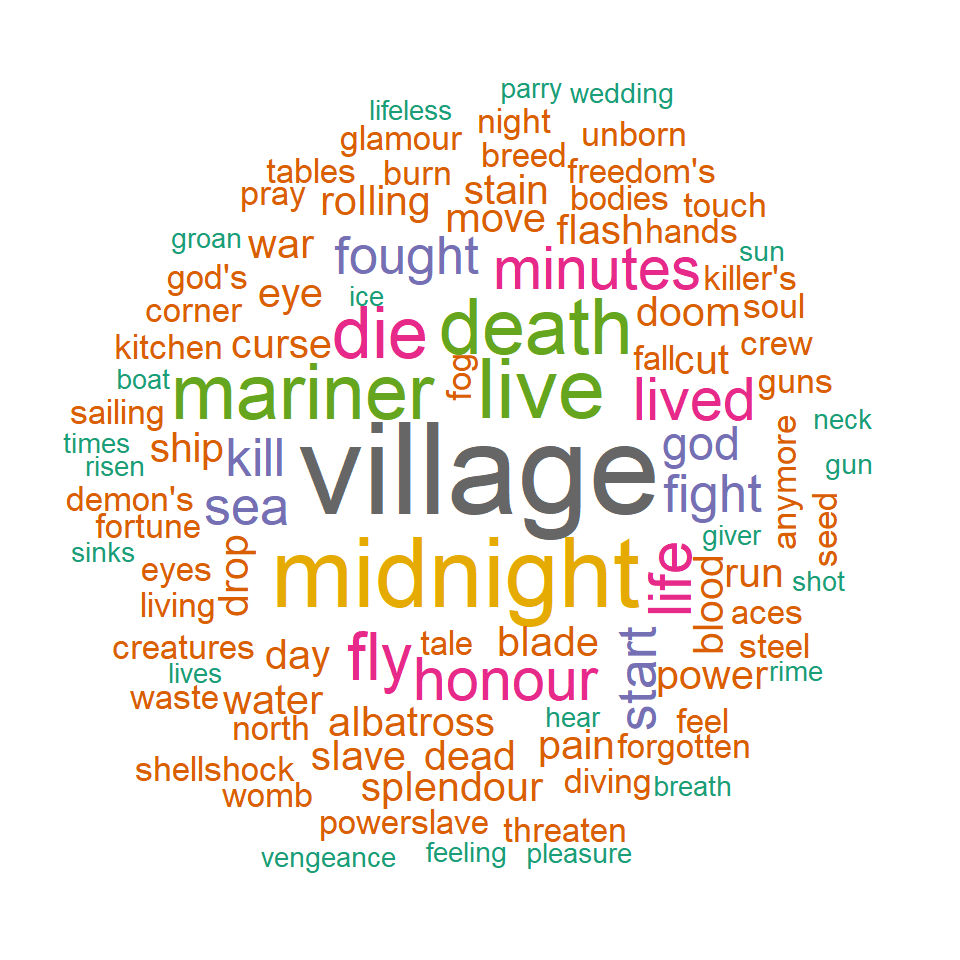 parry wedding
lifeless
glamour night unborn
tables burn breed freedom's
pray rolling stain bodies touch
move flash hands
groan war fought minutes sun
god's eye ice killer's
corner die death doom soul
kitchen curse fog fall cut crew
boat mariner live lived guns
sailing neck
times ship kill village god anymore
risen gun
demon's sea fight seed
fortune giver
sinks eyes drop midnight life blood run shot
living aces
creatures day fly tale blade steel
lives honour start power rime
waste water
north albatross hear feel
slave dead pain forgotten
shellshock splendour diving breath
womb
powerslave threaten
vengeance feeling pleasure